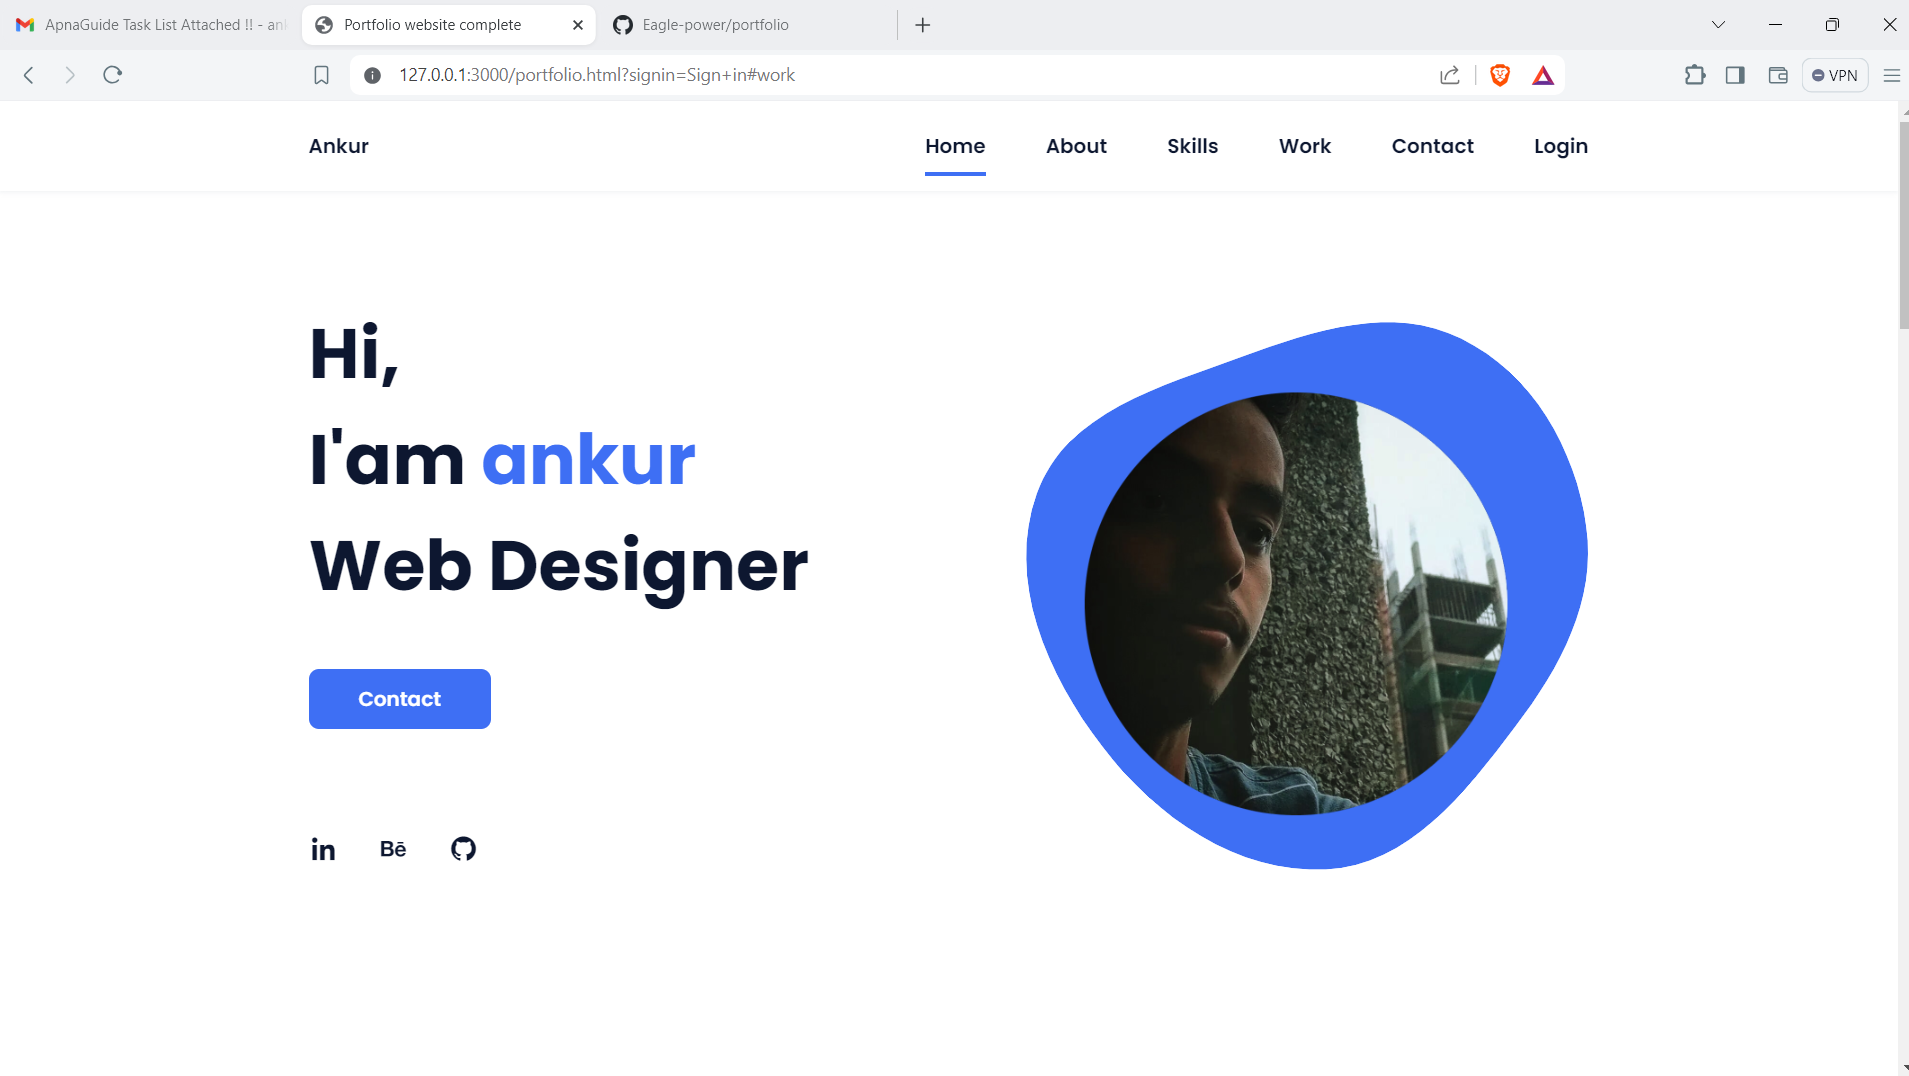 ApnaGuide Task List Attached !! - an
Portfolio website complete
Eagle-power/portfolio
127.0.0.1:3000/portfolio.html?signin=Sign+in#work
VPN
Ankur
Home
About
Skills
Work
Contact
Login
Hi,
I'am ankur
Web Designer
Contact
in
Bē